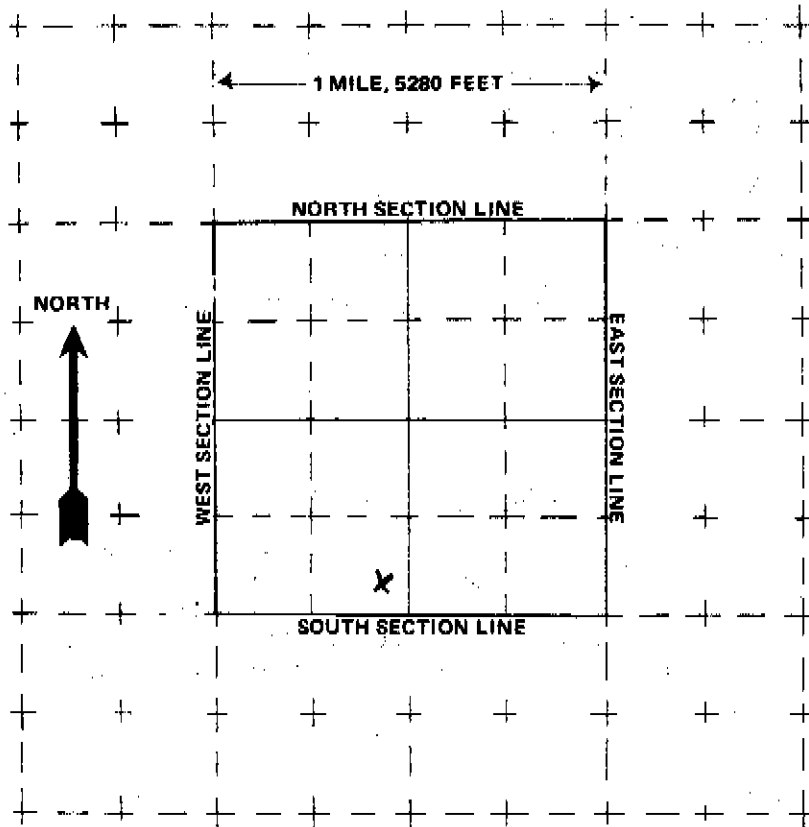 1 MILE, 5280 FEET
NORTH SECTION LINE
NORTH
WEST SECTION LINE
EAST SECTION LINE
X
SOUTH SECTION LINE